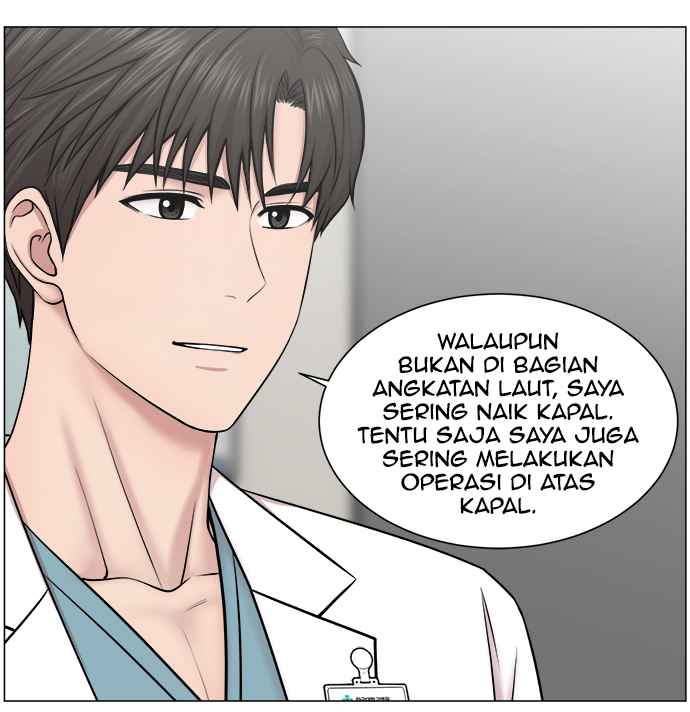 WALAUPUN
BUKAN DI BAGIAN
ANGKATAN LAUT, SAYA
SERING NAIK KAPAL.
TENTU SAJA SAYA JUGA
SERING MELAKUKAN
OPERASI DI ATAS
KAPAL.